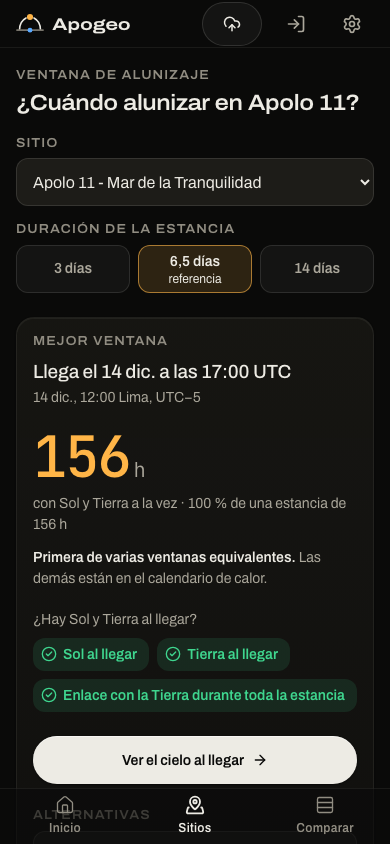 Apogeo
VENTANA DE ALUNIZAJE
¿Cuándo alunizar en Apolo 11?
SITIO
Apolo 11 - Mar de la Tranquilidad
DURACIÓN DE LA ESTANCIA
3 días
6,5 días
referencia
14 días
MEJOR VENTANA
Llega el 14 dic. a las 17:00 UTC
14 dic., 12:00 Lima, UTC−5
156 h
con Sol y Tierra a la vez · 100 % de una estancia de
156 h
Primera de varias ventanas equivalentes. Las
demás están en el calendario de calor.
¿Hay Sol y Tierra al llegar?
Sol al llegar
Tierra al llegar
Enlace con la Tierra durante toda la estancia
Ver el cielo al llegar →
ALTERNATIVAS
Inicio
Sitios
Comparar